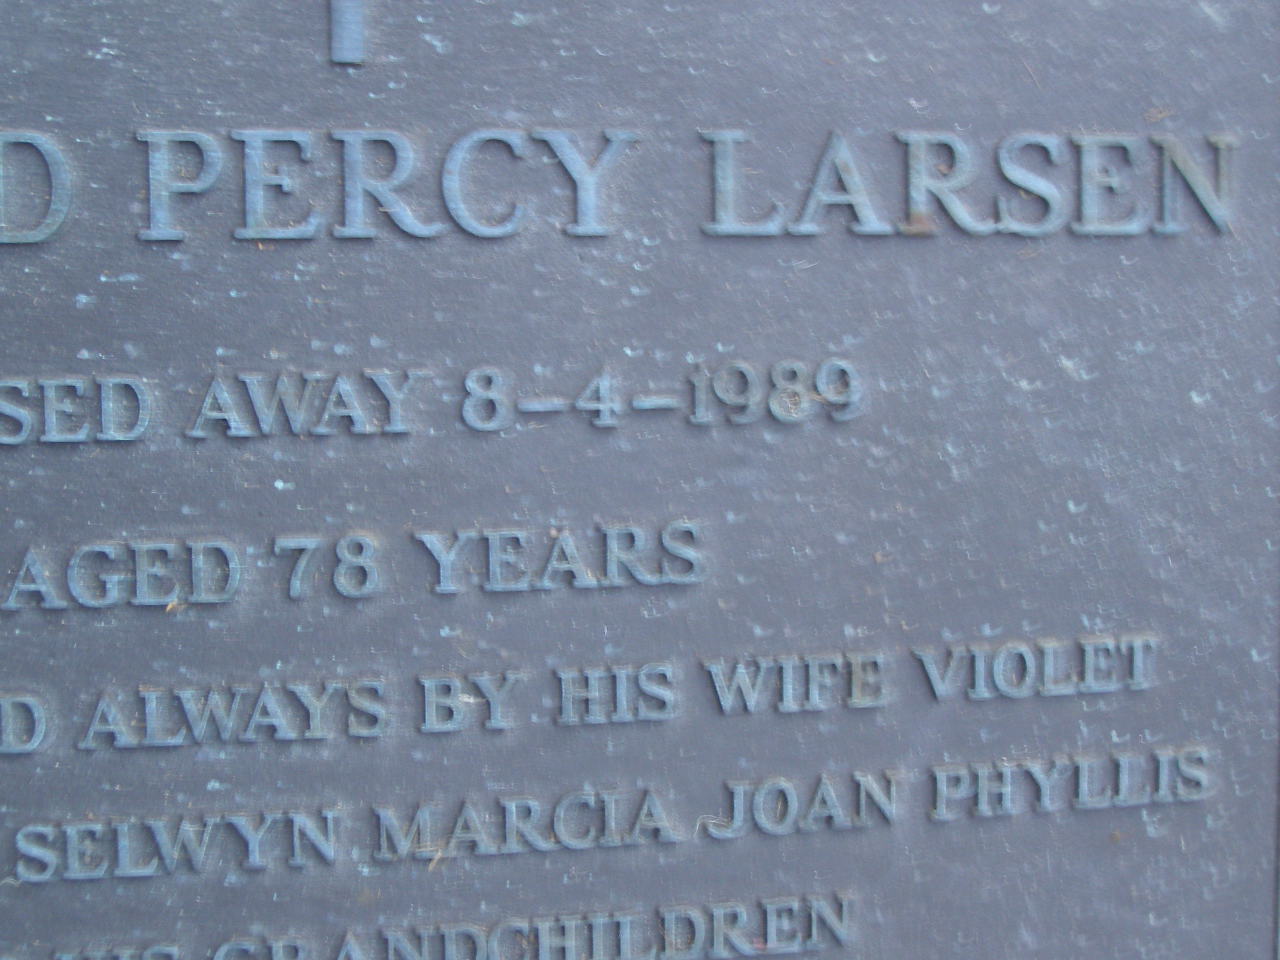 D PERCY LARSEN
SED AWAY 8-4-1989
AGED 78 YEARS
D ALWAYS BY HIS WIFE VIOLET
SELWYN MARCIA JOAN PHYLLIS
HIS GRANDCHILDREN